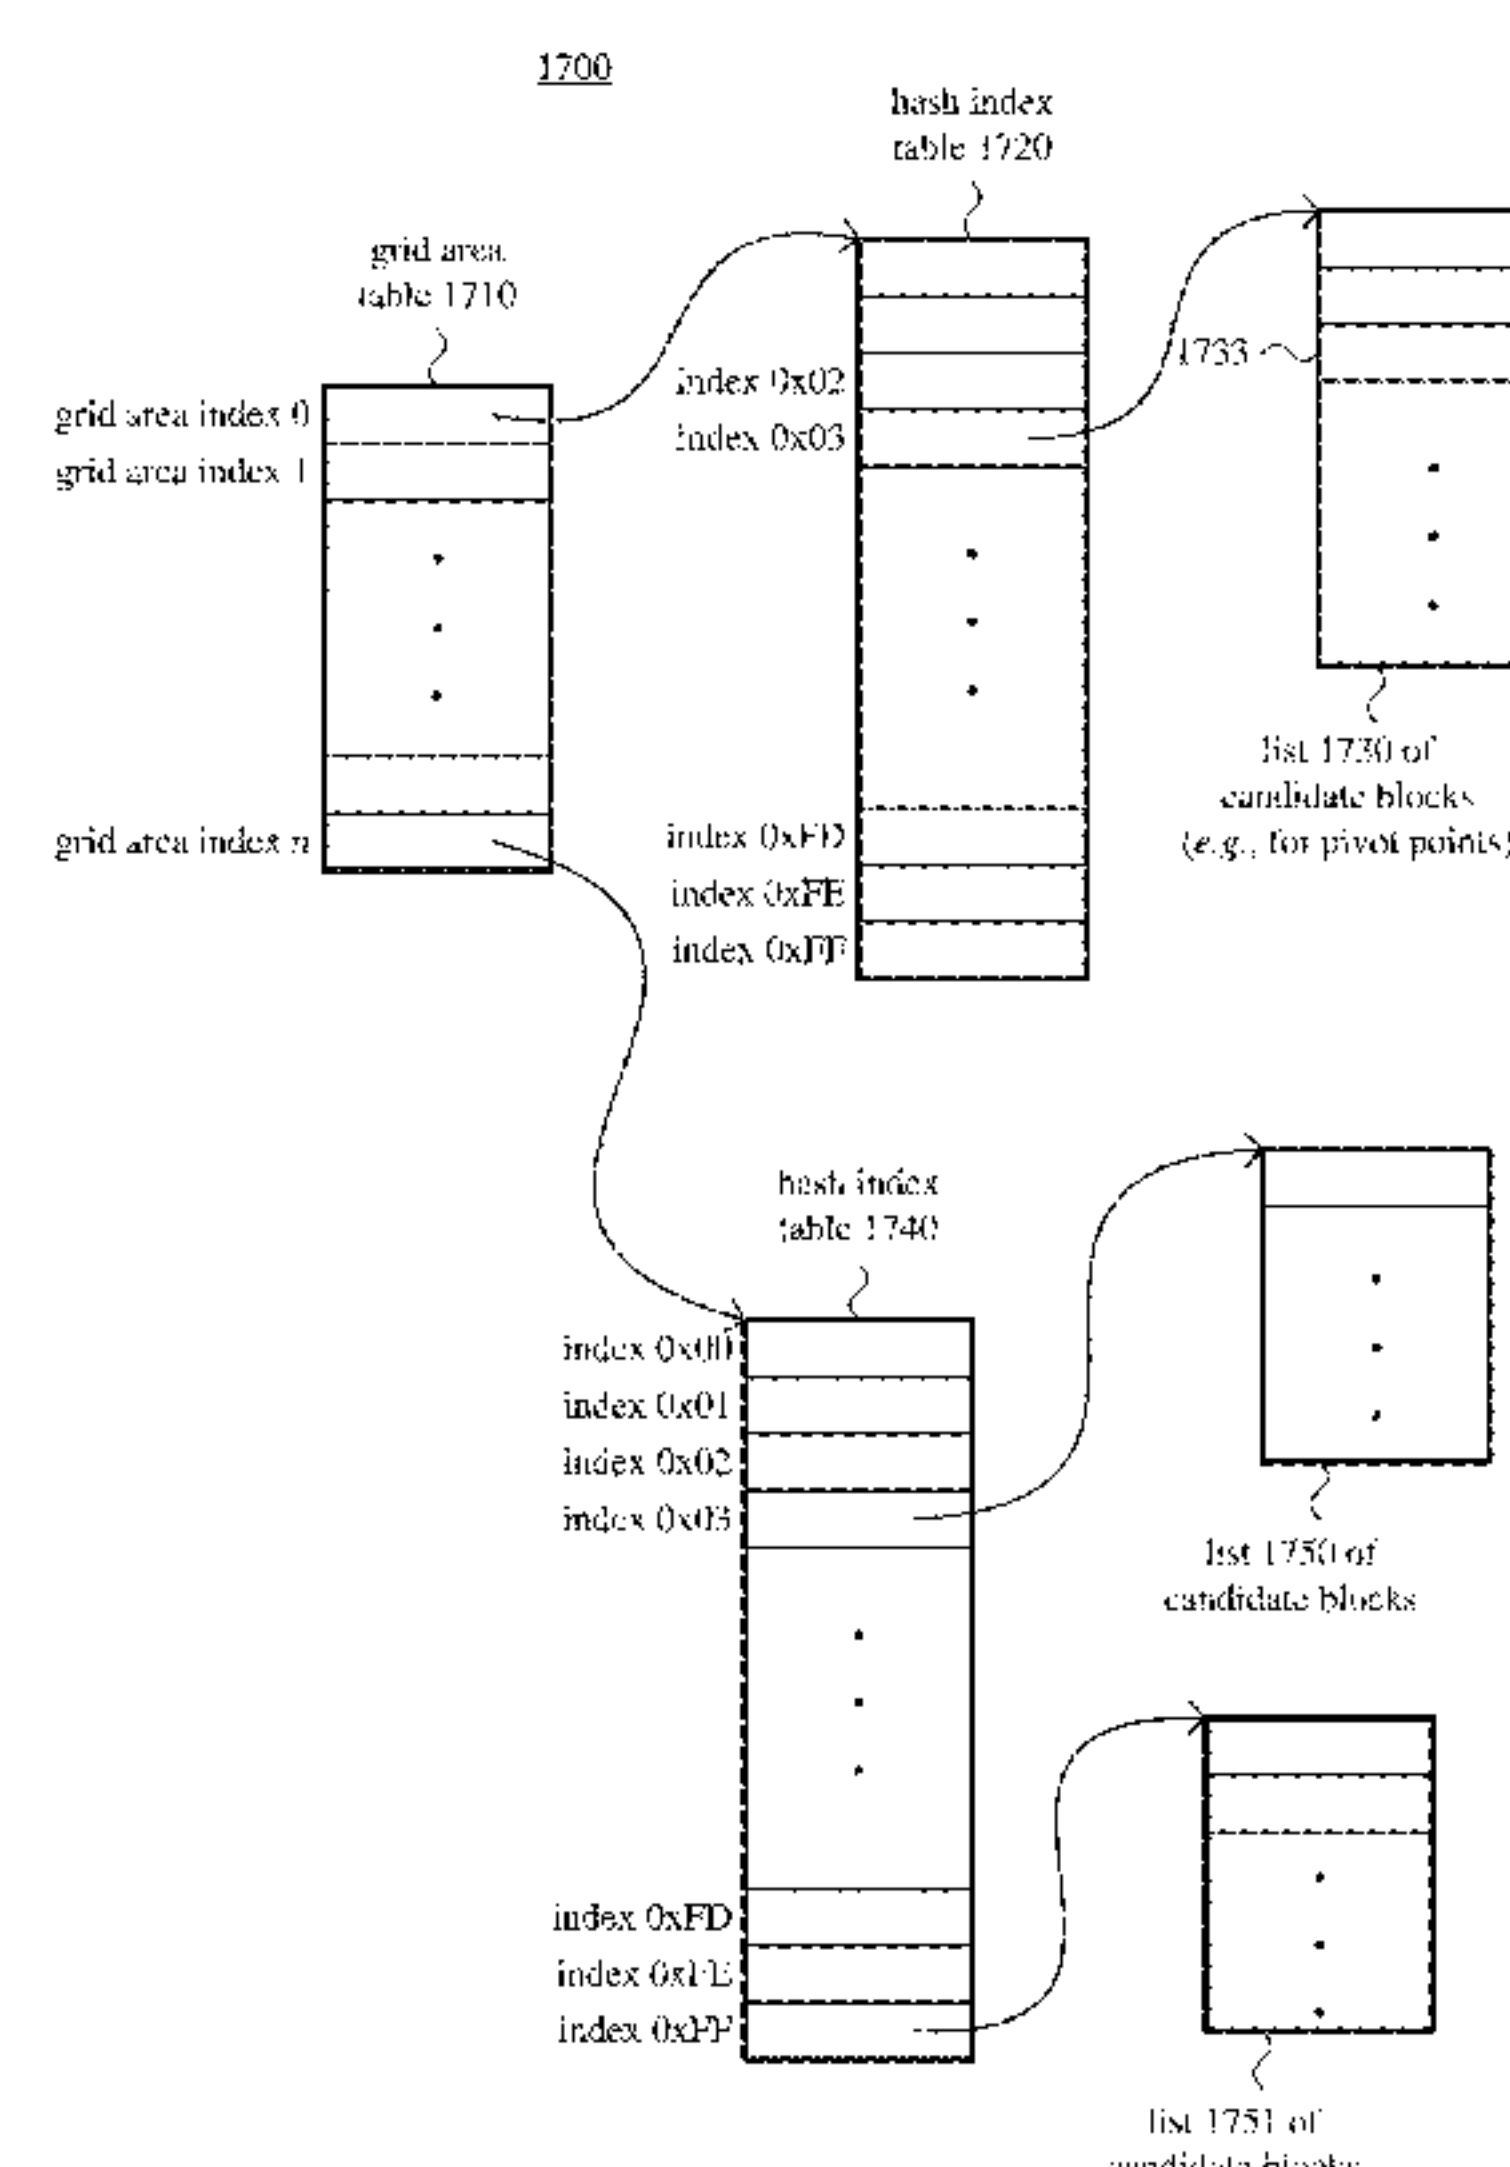 1700
hash index
table 1720
grid area
table 1710
grid area index 0
grid area index 1
grid area index n
index 0x02
index 0x03
index 0xFD
index 0xFE
index 0xFF
1733
list 1730 of
candidate blocks
(e.g., for pivot points)
hash index
table 1740
index 0x00
index 0x01
index 0x02
index 0x03
index 0xFD
index 0xFE
index 0xFF
list 1750 of
candidate blocks
list 1751 of
candidate blocks